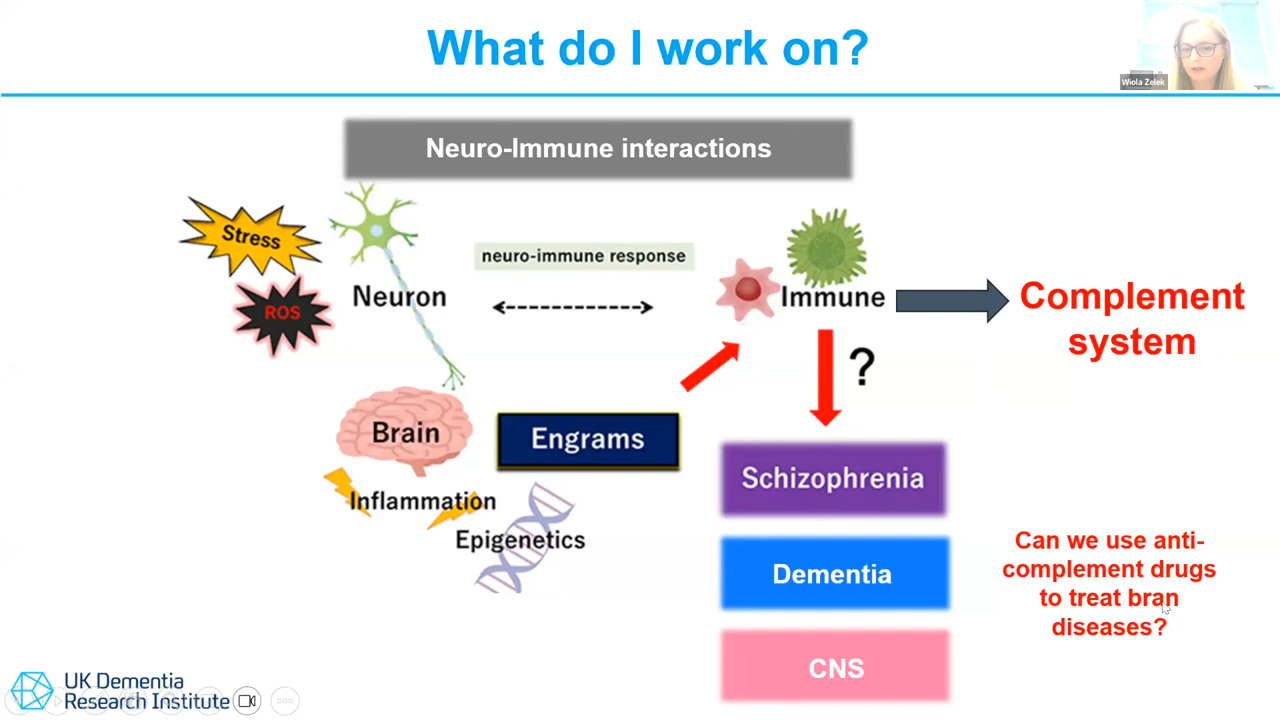 What do I work on?
Wiola Zelek
Neuro-Immune interactions
Stress
ROS
Neuron
neuro-immune response
Immune
Complement
system
?
Brain
Engrams
Inflammation
Epigenetics
Schizophrenia
Dementia
CNS
Can we use anti-
complement drugs
to treat bran
diseases?
UK Dementia
Research Institute